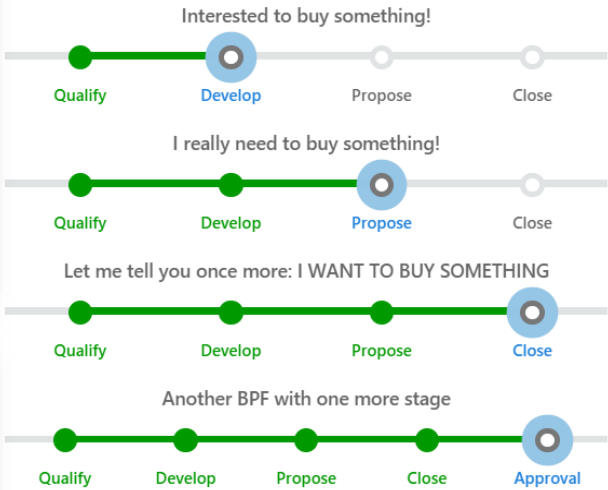 Interested to buy something!
Qualify Develop Propose Close
I really need to buy something!
Qualify Develop Propose Close
Let me tell you once more: I WANT TO BUY SOMETHING
Qualify Develop Propose Close
Another BPF with one more stage
Qualify Develop Propose Close Approval